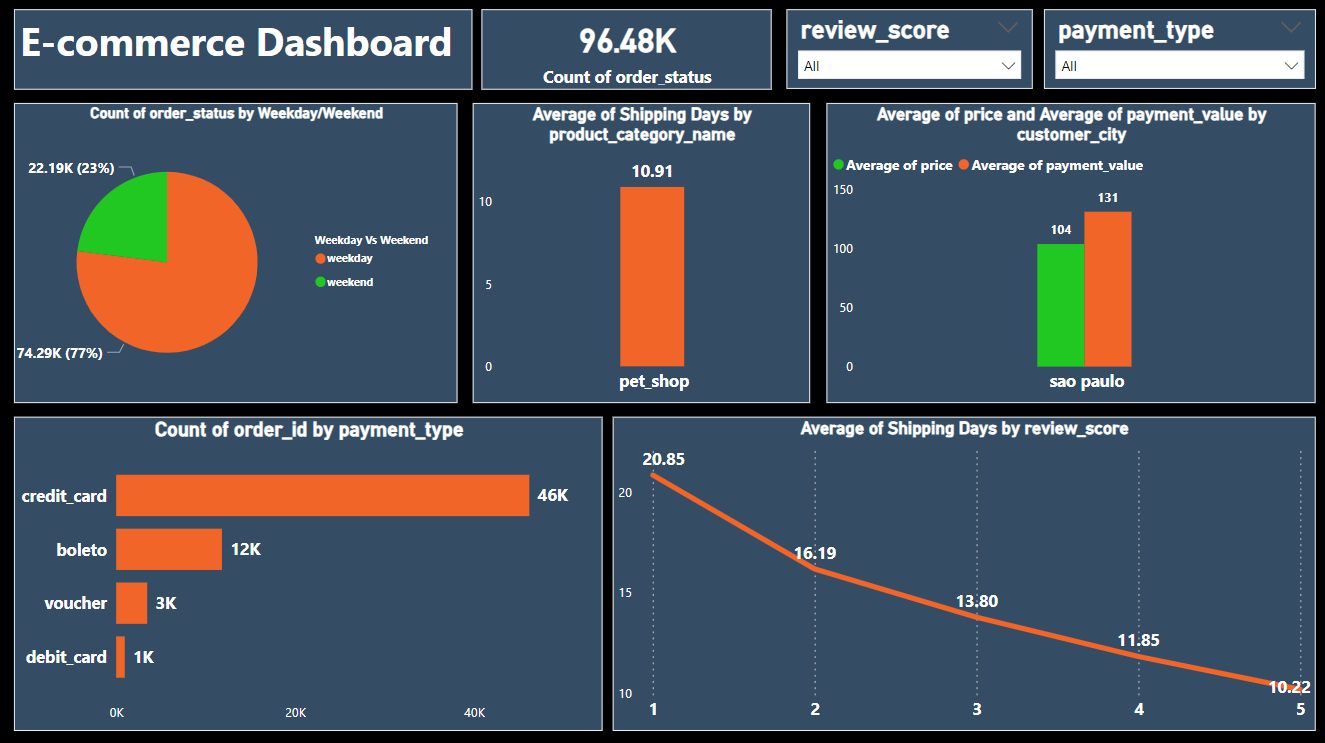 E-commerce Dashboard
96.48K
Count of order_status
review_score
All
payment_type
All
Count of order_status by Weekday/Weekend
22.19K (23%)
74.29K (77%)
Weekday Vs Weekend
weekday
weekend
Average of Shipping Days by
product_category_name
10.91
10
5
0
pet_shop
Average of price and Average of payment_value by
customer_city
Average of price Average of payment_value
150
100
50
0
104
131
sao paulo
Count of order_id by payment_type
credit_card 46K
boleto 12K
voucher 3K
debit_card 1K
0K 20K 40K
Average of Shipping Days by review_score
20
15
10
20.85
16.19
13.80
11.85
10.22
1 2 3 4 5